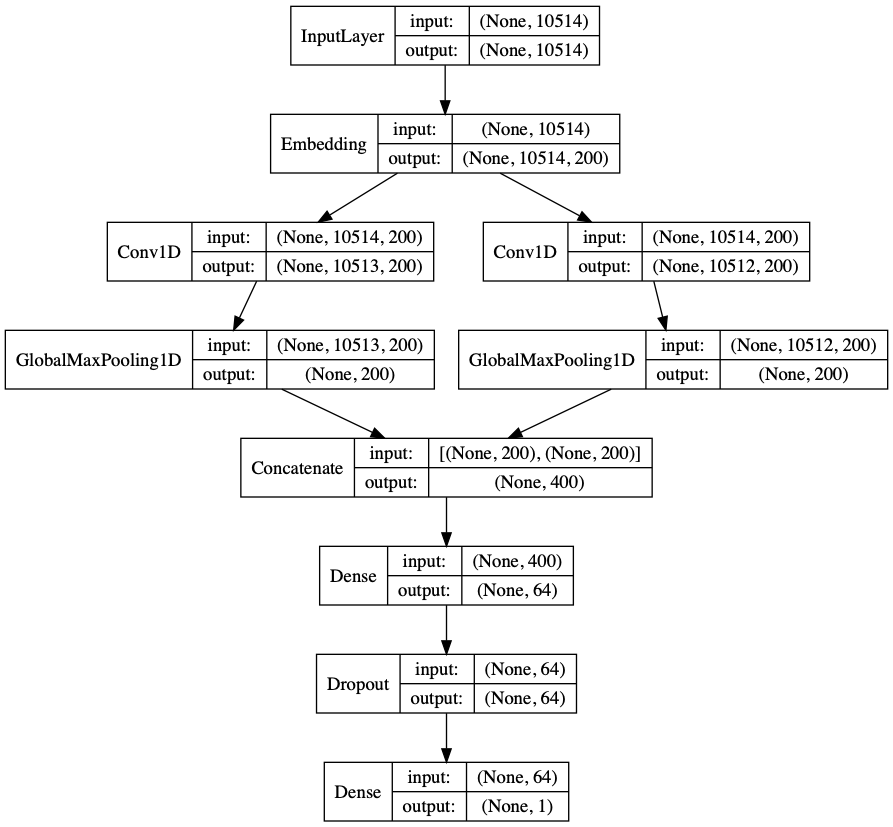 InputLayer input: (None, 10514)
output: (None, 10514)
Embedding input: (None, 10514)
output: (None, 10514, 200)
Conv1D input: (None, 10514, 200)
output: (None, 10513, 200)
Conv1D input: (None, 10514, 200)
output: (None, 10512, 200)
GlobalMaxPooling1D input: (None, 10513, 200)
output: (None, 200)
GlobalMaxPooling1D input: (None, 10512, 200)
output: (None, 200)
Concatenate input: [(None, 200), (None, 200)]
output: (None, 400)
Dense input: (None, 400)
output: (None, 64)
Dropout input: (None, 64)
output: (None, 64)
Dense input: (None, 64)
output: (None, 1)